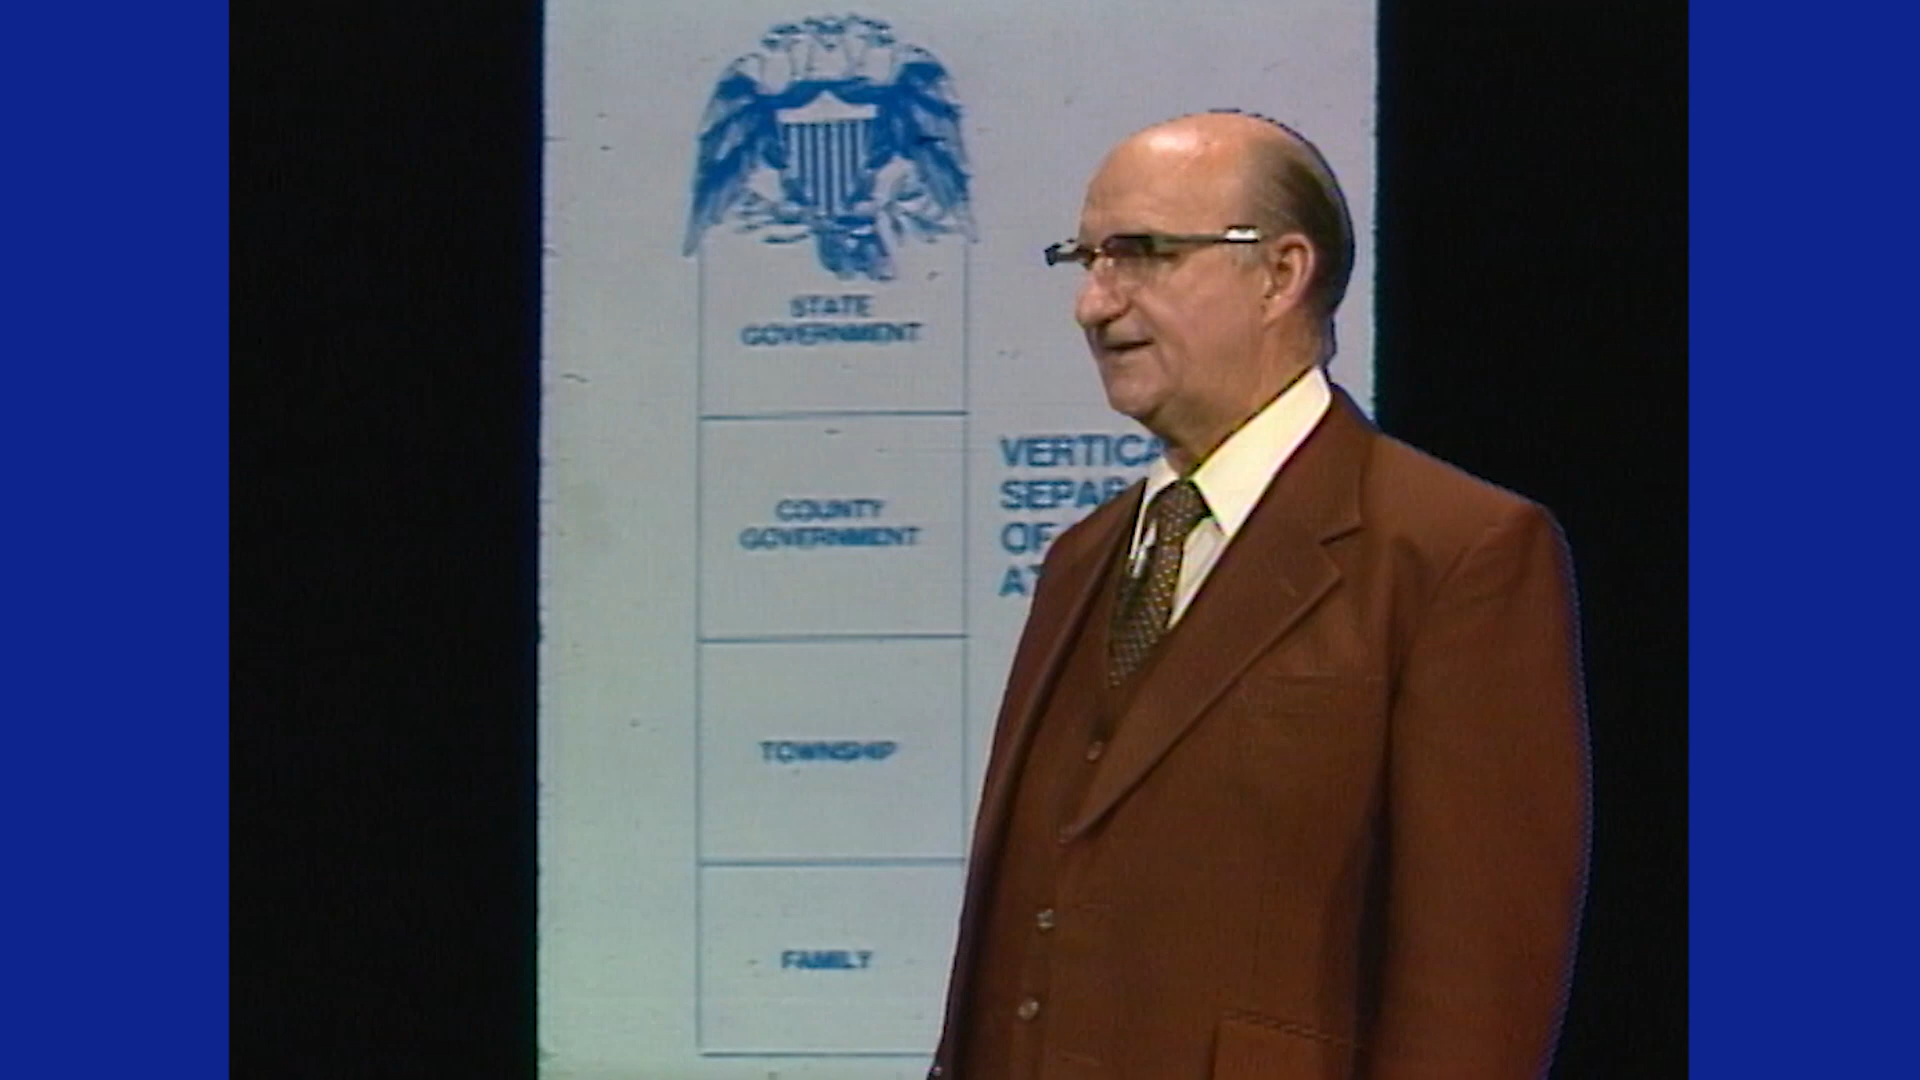 STATE
GOVERNMENT
COUNTY
GOVERNMENT
TOWNSHIP
FAMILY
VERTICA
SEPAR
OF
AT